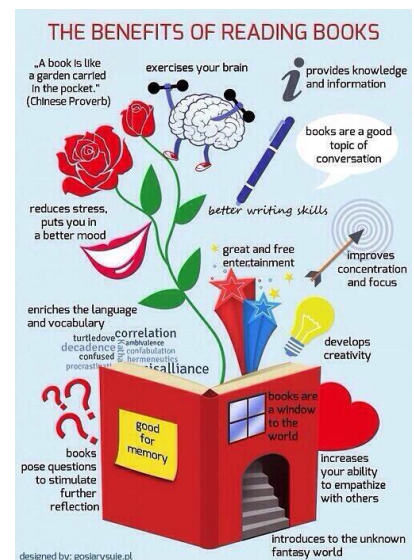 THE BENEFITS OF READING BOOKS
„A book is like
a garden carried
in the pocket."
(Chinese Proverb)
exercises your brain
i provides knowledge
and information
books are a good
topic of
conversation
reduces stress,
puts you in
a better mood
better writing skills
great and free
entertainment
improves
concentration
and focus
enriches the language
and vocabulary
turtledove
correlation
decadence
ambivalence
confused
confabulation
hermeneutics
develops
creativity
good
for
memory
books are
a window
to the
world
books
pose questions
to stimulate
further
reflection
increases
your ability
to empathize
with others
introduces to the unknown
fantasy world
designed by: gosiarysuje.pl